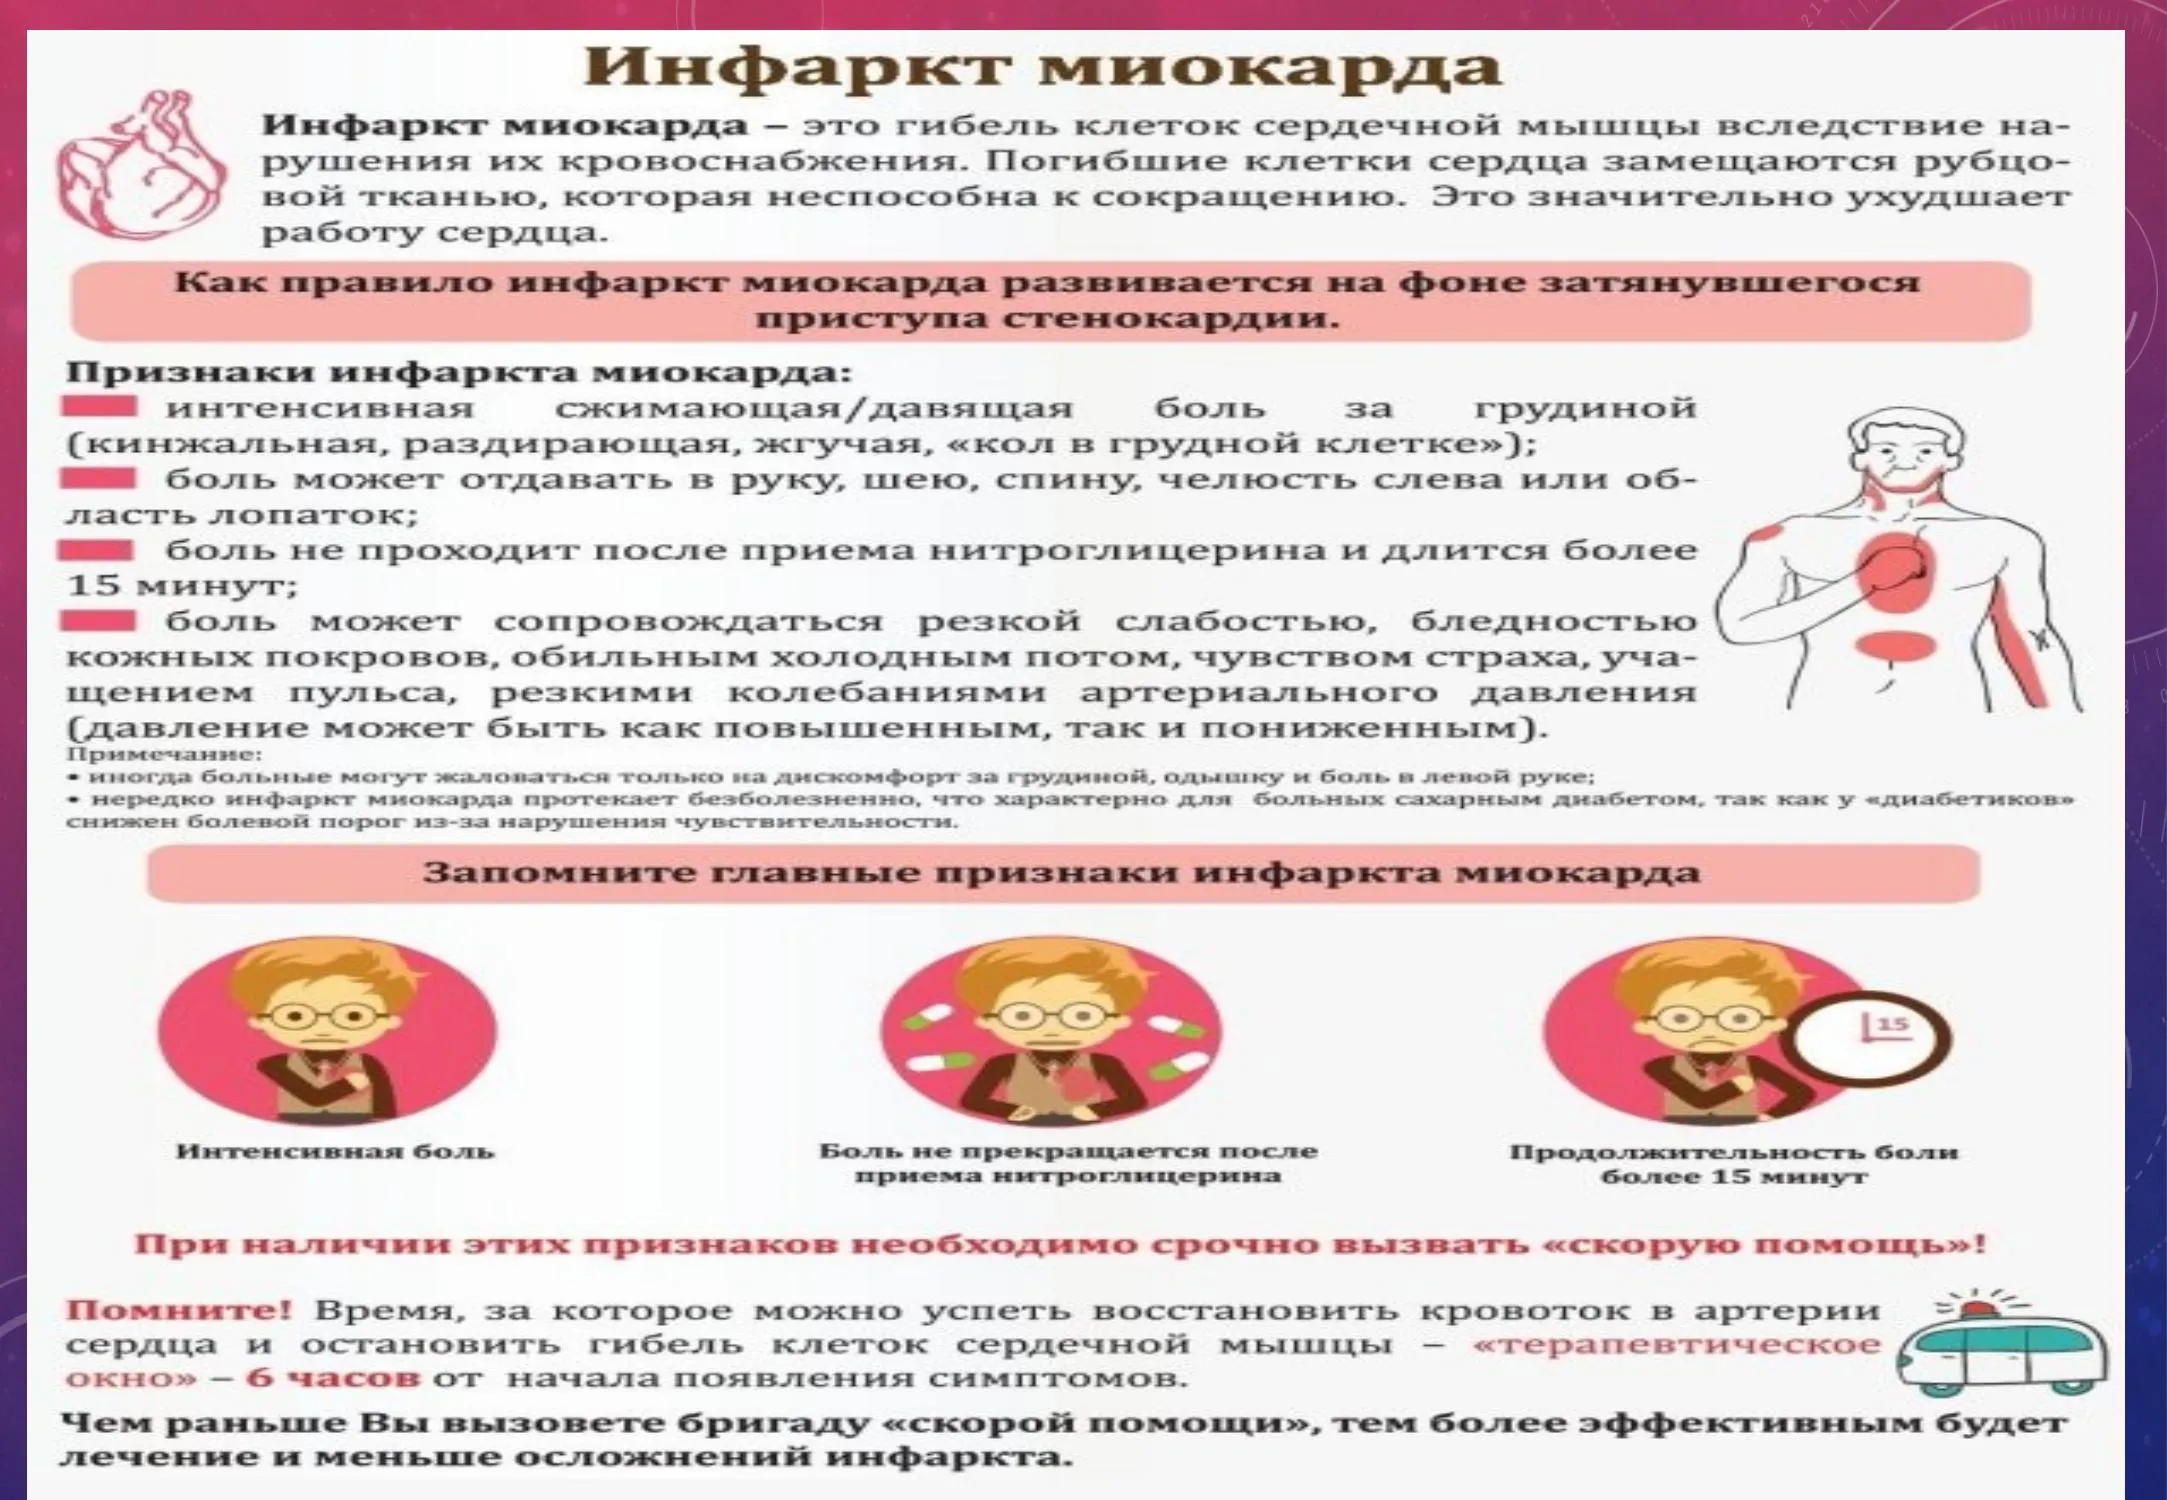 Инфаркт миокарда
Инфаркт миокарда – это гибель клеток сердечной мышцы вследствие на-
рушения их кровоснабжения. Погибшие клетки сердца замещаются рубцо-
вой тканью, которая неспособна к сокращению. Это значительно ухудшает
работу сердца.
Как правило инфаркт миокарда развивается на фоне затянувшегося
приступа стенокардии.
Признаки инфаркта миокарда:
интенсивная сжимающая/давящая боль за грудиной
(кинжальная, раздирающая, жгучая, «кол в грудной клетке»);
боль может отдавать в руку, шею, спину, челюсть слева или об-
ласть лопаток;
боль не проходит после приема нитроглицерина и длится более
15 минут;
боль может сопровождаться резкой слабостью, бледностью
кожных покровов, обильным холодным потом, чувством страха, уча-
щением пульса, резкими колебаниями артериального давления
(давление может быть как повышенным, так и пониженным).
Примечание:
• иногда больные могут жаловаться только на дискомфорт за грудиной, одышку и боль в левой руке;
• нередко инфаркт миокарда протекает безболезненно, что характерно для больных сахарным диабетом, так как у «диабетиков»
снижен болевой порог из-за нарушения чувствительности.
Запомните главные признаки инфаркта миокарда
15
Интенсивная боль
Боль не прекращается после
приема нитроглицерина
Продолжительность боли
более 15 минут
При наличии этих признаков необходимо срочно вызвать «скорую помощь»!
Помните! Время, за которое можно успеть восстановить кровоток в артерии
сердца и остановить гибель клеток сердечной мышцы – «терапевтическое
окно» – 6 часов от начала появления симптомов.
Чем раньше Вы вызовете бригаду «скорой помощи», тем более эффективным будет
лечение и меньше осложнений инфаркта.